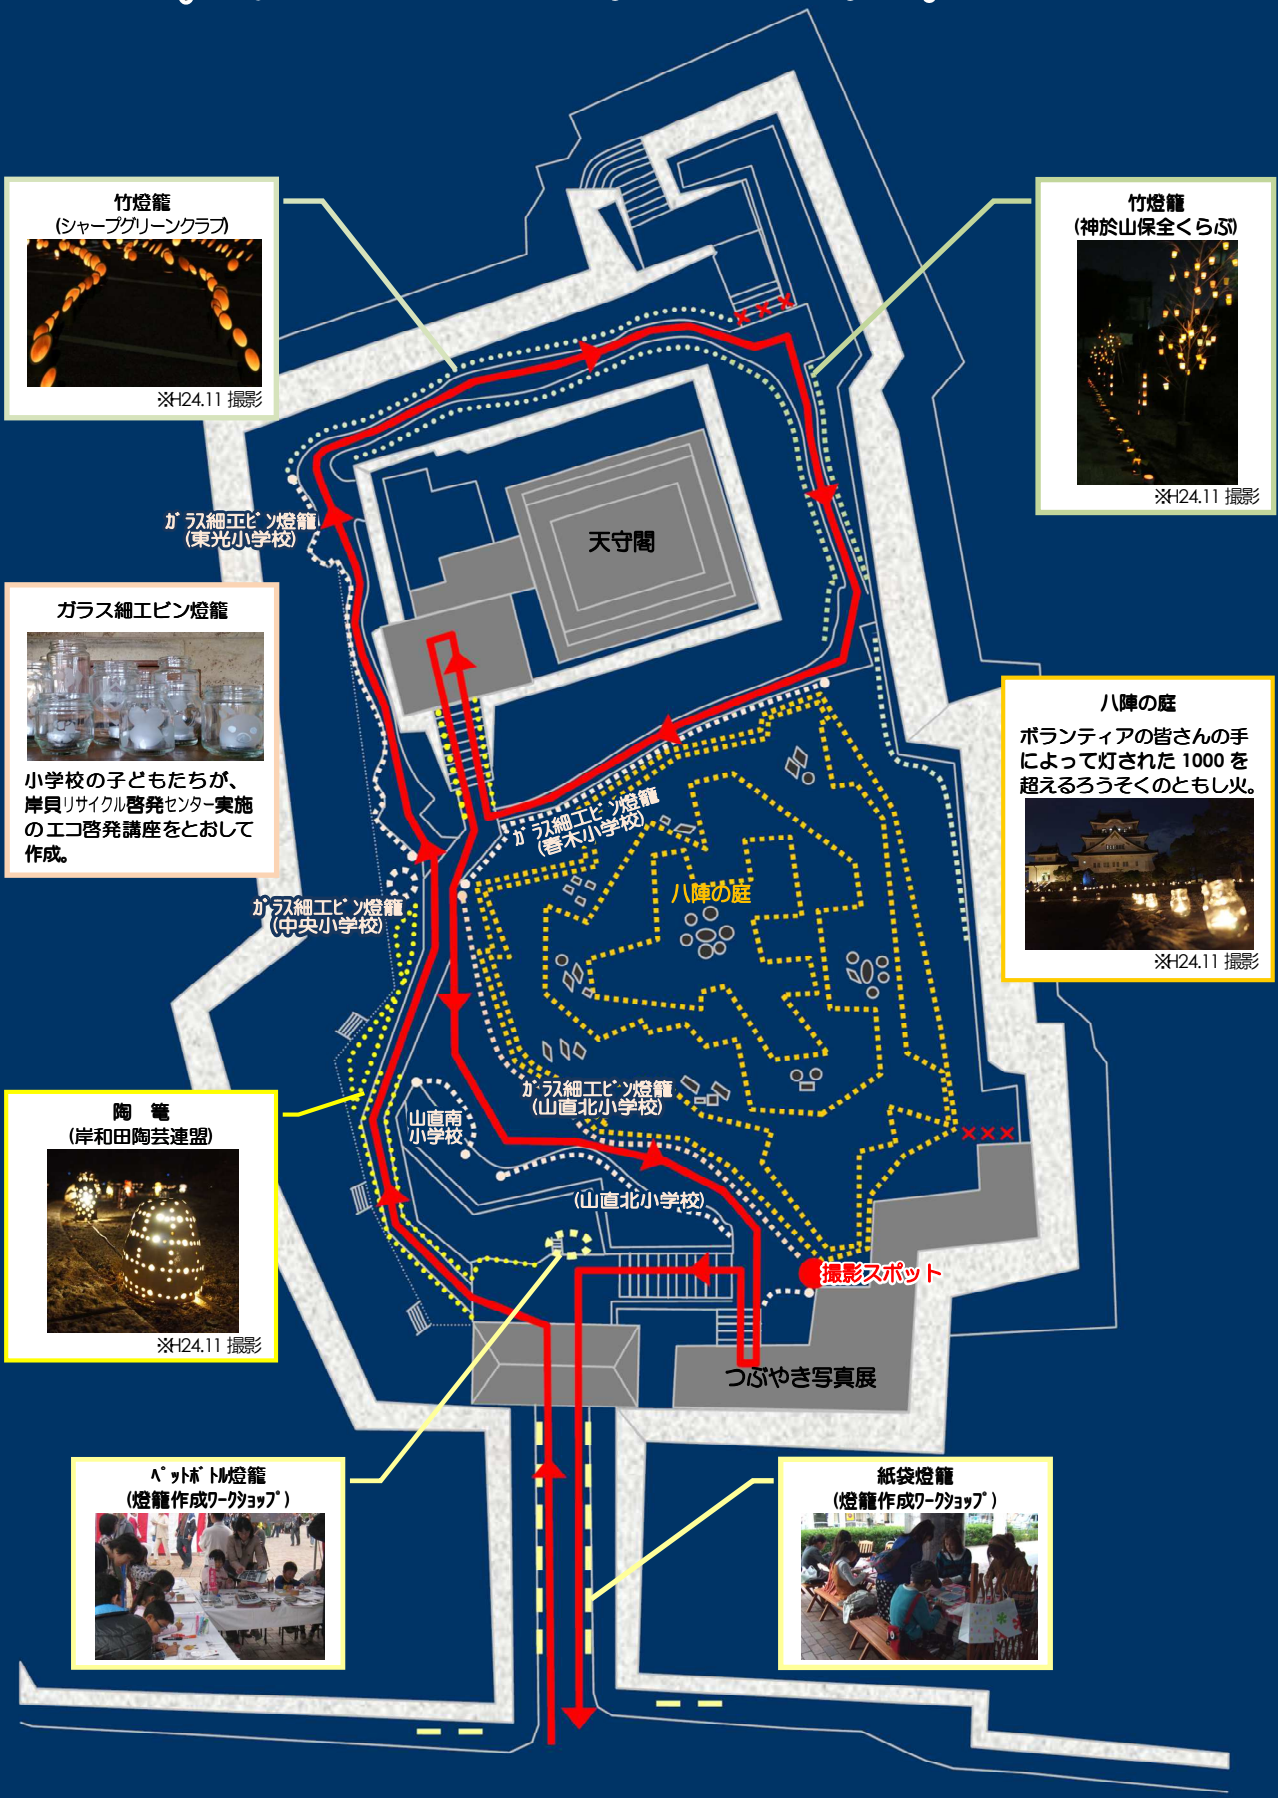 竹燈籠
(シャープグリーンクラブ)
※H24.11 撮影
竹燈籠
(神於山保全くらぶ)
※H24.11 撮影
ガラス細工ビン燈籠
(東光小学校)
天守閣
ガラス細工ビン燈籠
小学校の子どもたちが、
岸貝リサイクル啓発センター実施
のエコ啓発講座をとおして
作成。
八陣の庭
ボランティアの皆さんの手
によって灯された 1000 を
超えるろうそくのともし火。
※H24.11 撮影
ガラス細工ビン燈籠
(春木小学校)
八陣の庭
ガラス細工ビン燈籠
(中央小学校)
ガラス細工ビン燈籠
(山直北小学校)
山直南
小学校
陶 篭
(岸和田陶芸連盟)
※H24.11 撮影
×××
×××
(山直北小学校)
撮影スポット
つぶやき写真展
ペットボトル燈籠
(燈籠作成ワークショップ)
紙袋燈籠
(燈籠作成ワークショップ)